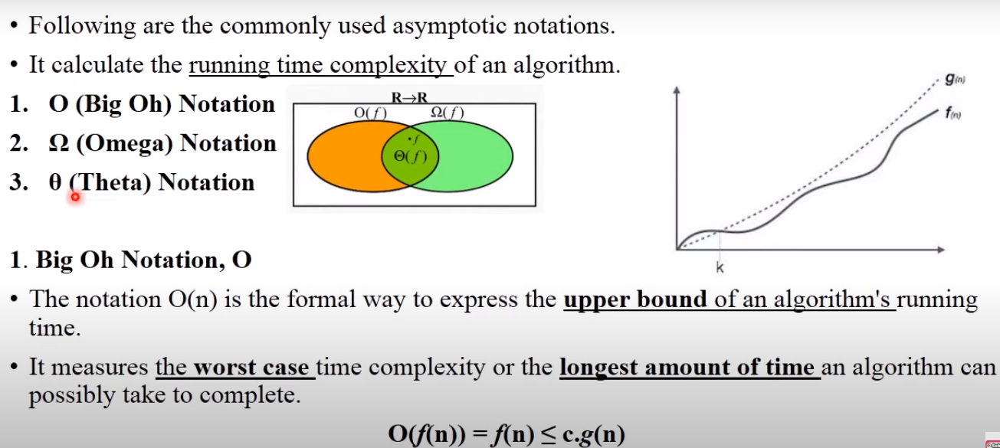 • Following are the commonly used asymptotic notations.
• It calculate the running time complexity of an algorithm.
1. O (Big Oh) Notation
2. Ω (Omega) Notation
3. θ (Theta) Notation
R→R
O(f) Ω(f)
•f
Θ(f)
g(n)
f(n)
k
1. Big Oh Notation, O
• The notation O(n) is the formal way to express the upper bound of an algorithm's running
time.
• It measures the worst case time complexity or the longest amount of time an algorithm can
possibly take to complete.
O(f(n)) = f(n) ≤ c.g(n)